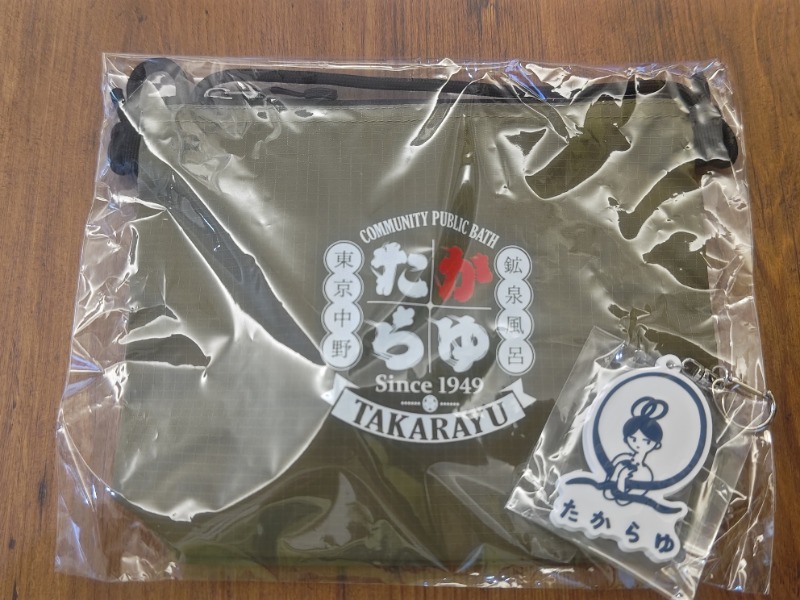 COMMUNITY PUBLIC BATH
東京中野
たか
らゆ
鉱泉風呂
Since 1949
TAKARAYU
たからゆ